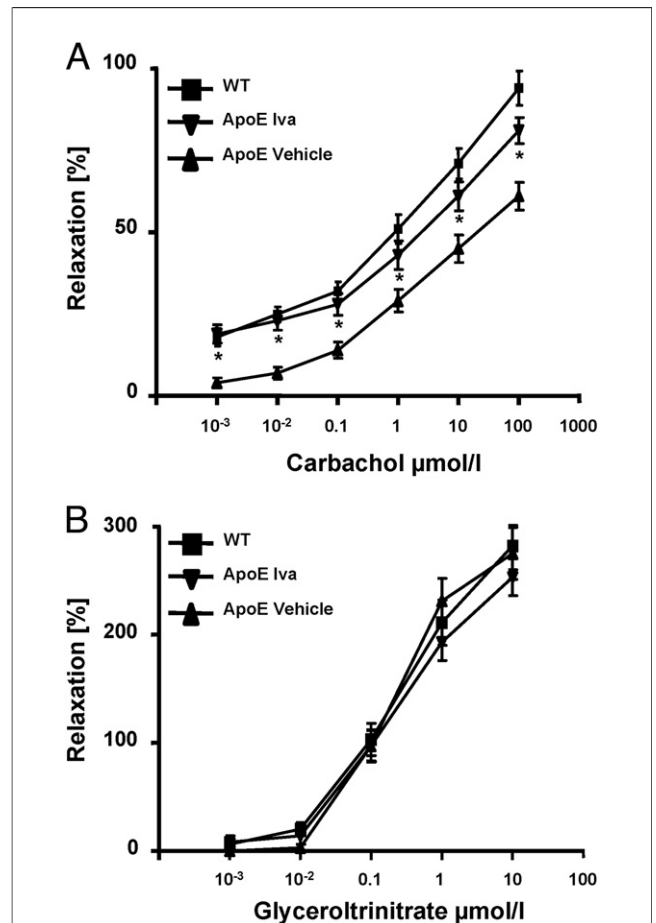 A
100
WT
ApoE Iva
ApoE Vehicle
Relaxation [%]
50
* * * * * *
0
10⁻³ 10⁻² 0.1 1 10 100 1000
Carbachol µmol/l
B
300
WT
ApoE Iva
ApoE Vehicle
Relaxation [%]
200
100
0
10⁻³ 10⁻² 0.1 1 10 100
Glyceroltrinitrate µmol/l